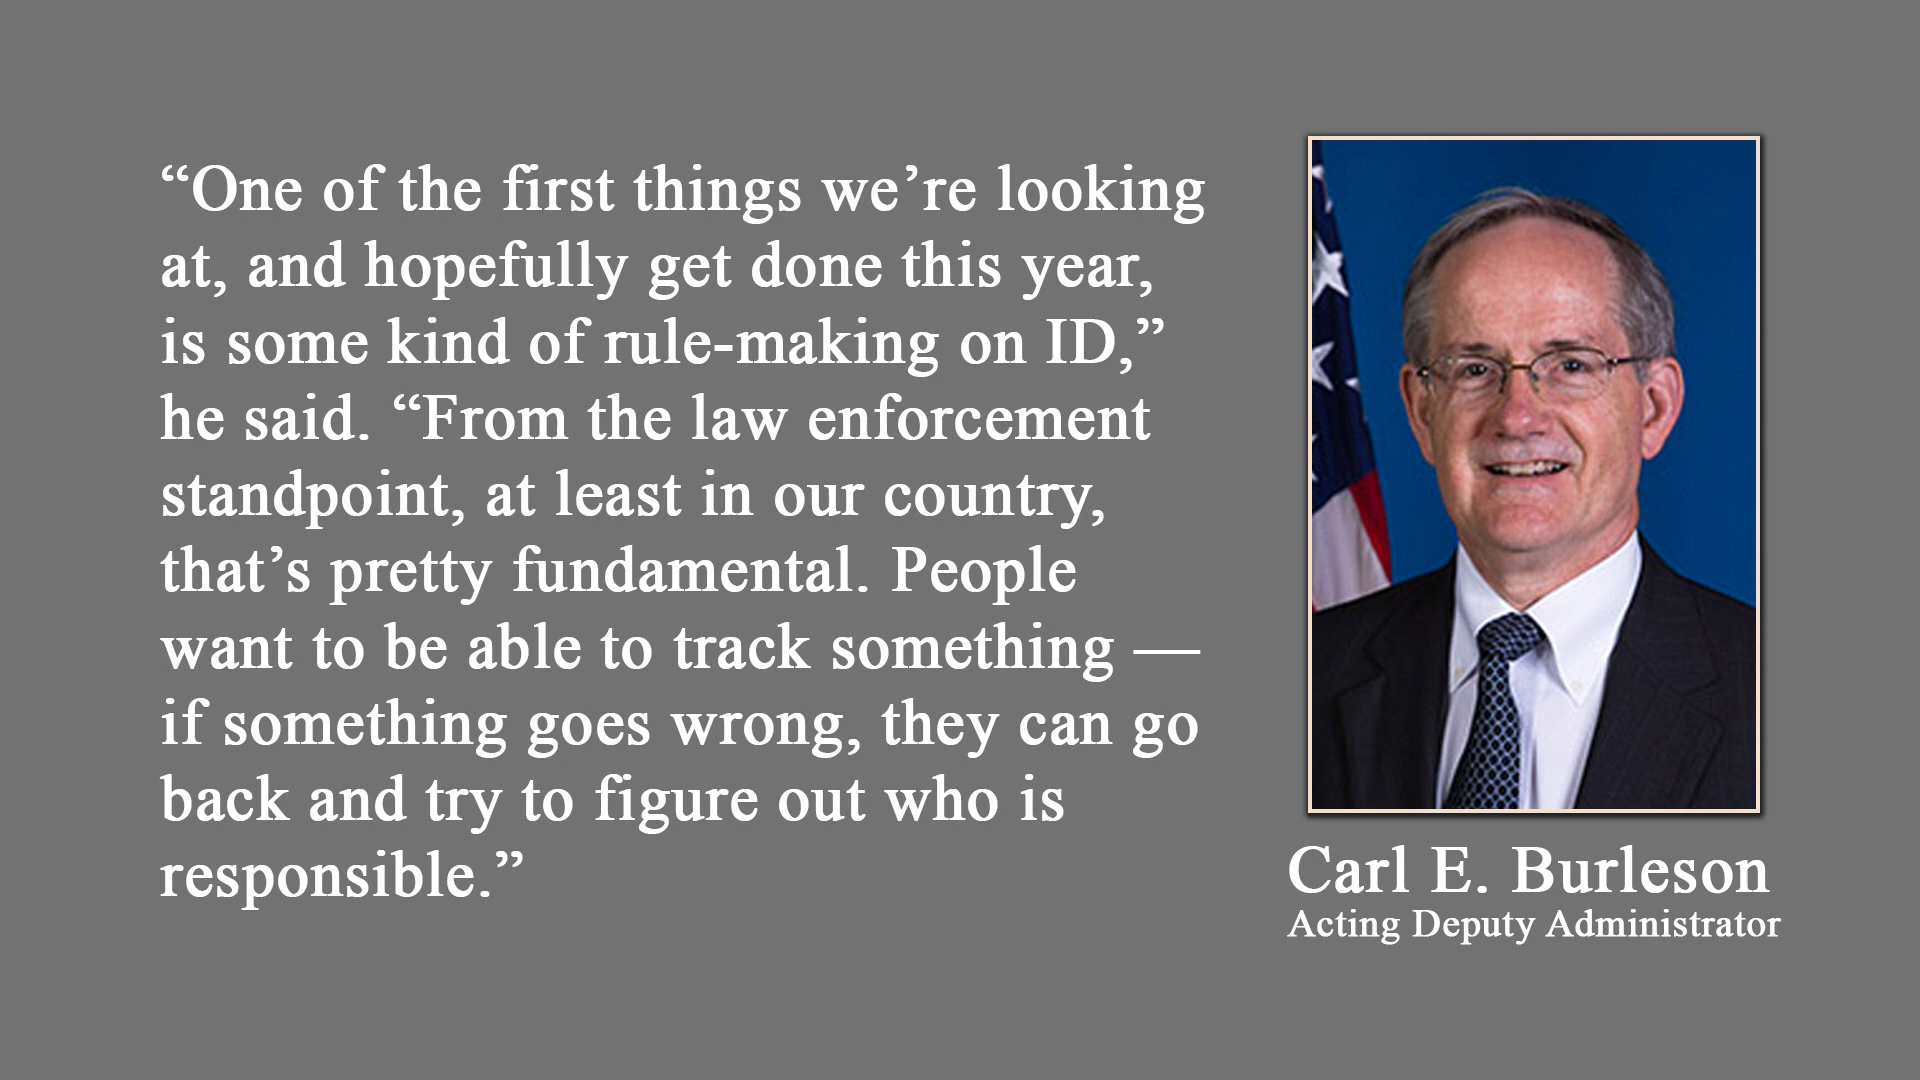 “One of the first things we’re looking
at, and hopefully get done this year,
is some kind of rule-making on ID,”
he said. “From the law enforcement
standpoint, at least in our country,
that’s pretty fundamental. People
want to be able to track something —
if something goes wrong, they can go
back and try to figure out who is
responsible.”
Carl E. Burleson
Acting Deputy Administrator